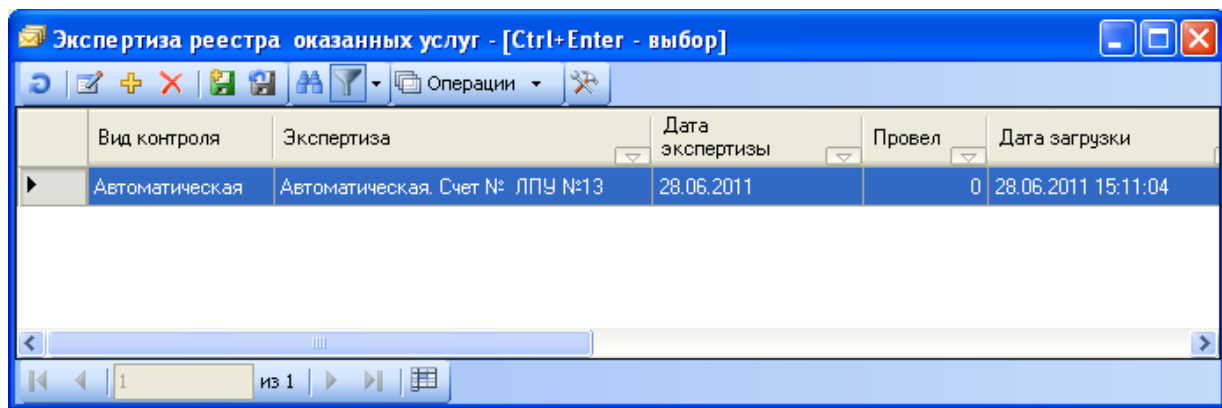 Экспертиза реестра оказанных услуг - [Ctrl+Enter - выбор]
Операции
Вид контроля Экспертиза Дата экспертизы Провел Дата загрузки
Автоматическая Автоматическая. Счет № ЛПУ №13 28.06.2011 0 28.06.2011 15:11:04
1 из 1